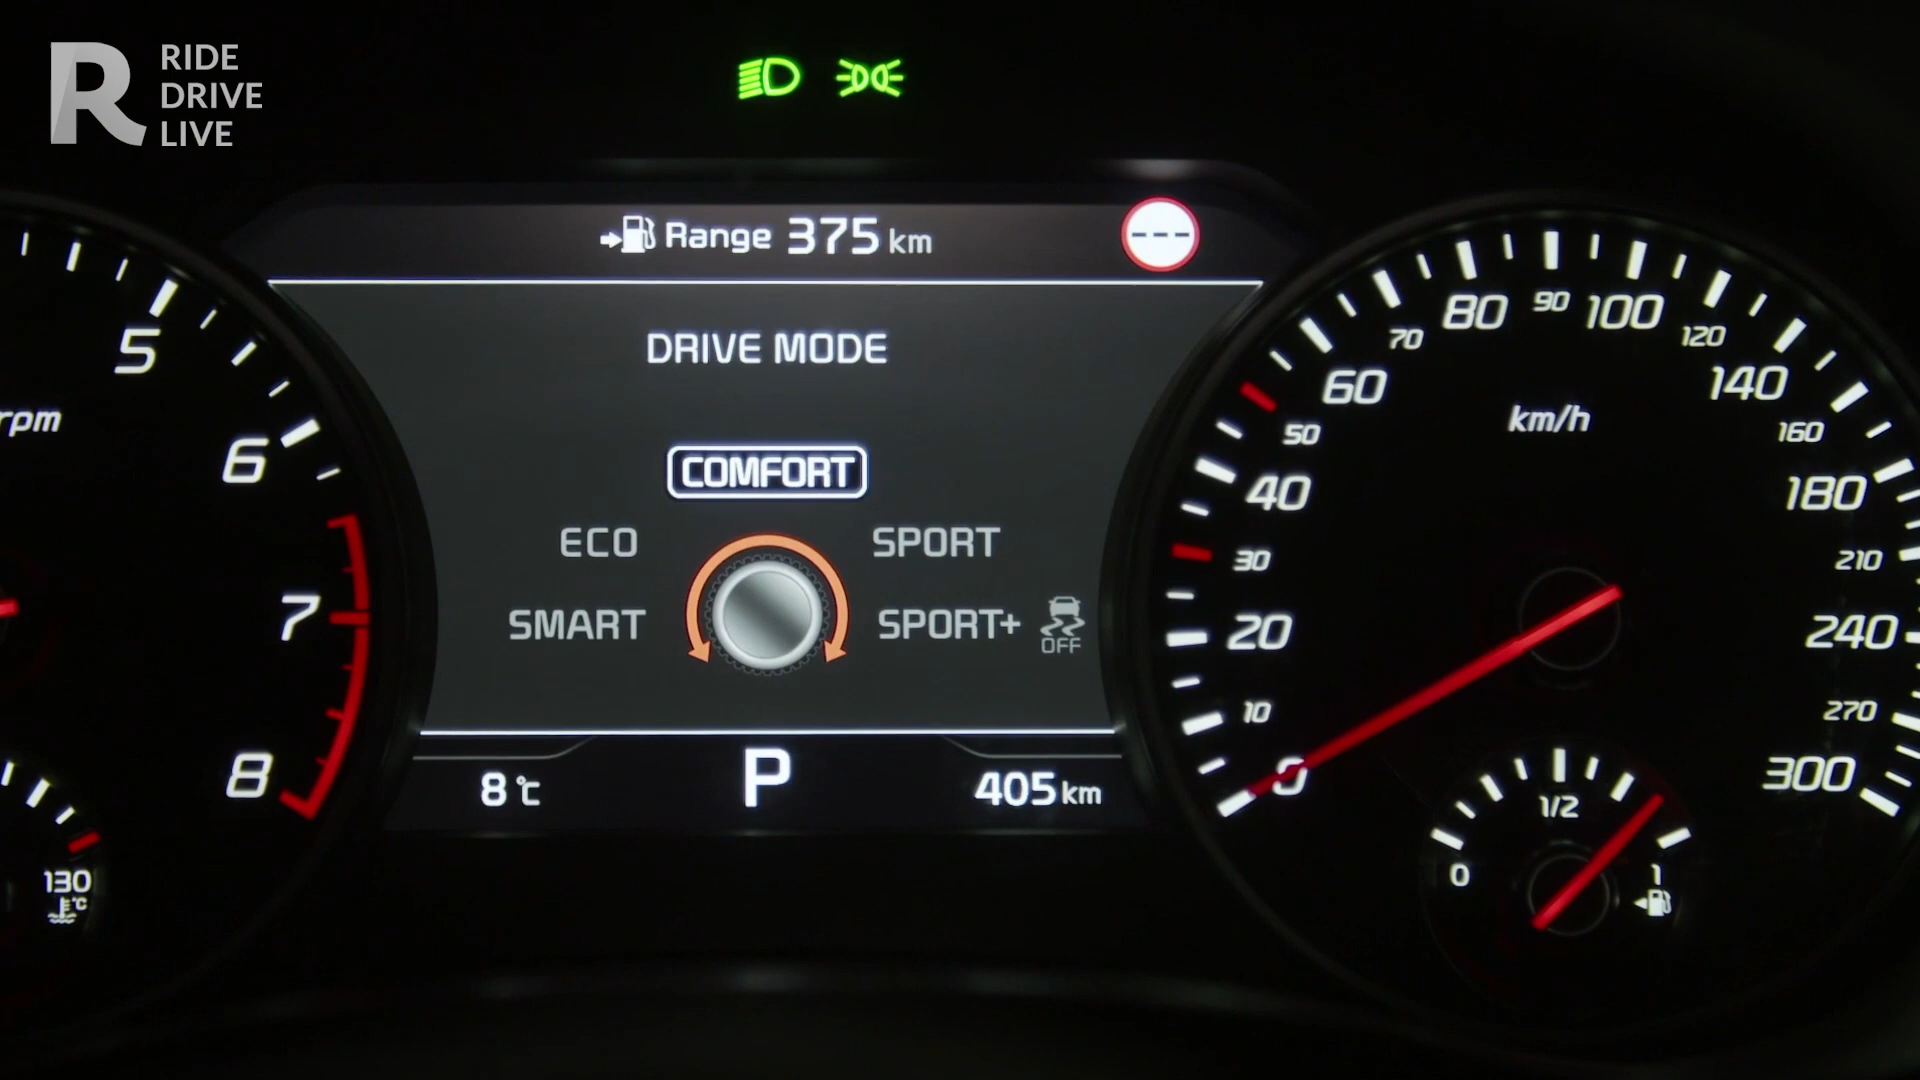 RIDE
DRIVE
LIVE
Range 375 km
DRIVE MODE
COMFORT
ECO
SPORT
SMART
SPORT+
OFF
8°C
P
405 km
rpm
5
6
7
8
130
°C
km/h
0
10
20
30
40
50
60
70
80
90
100
120
140
160
180
210
240
270
300
0
1/2
1